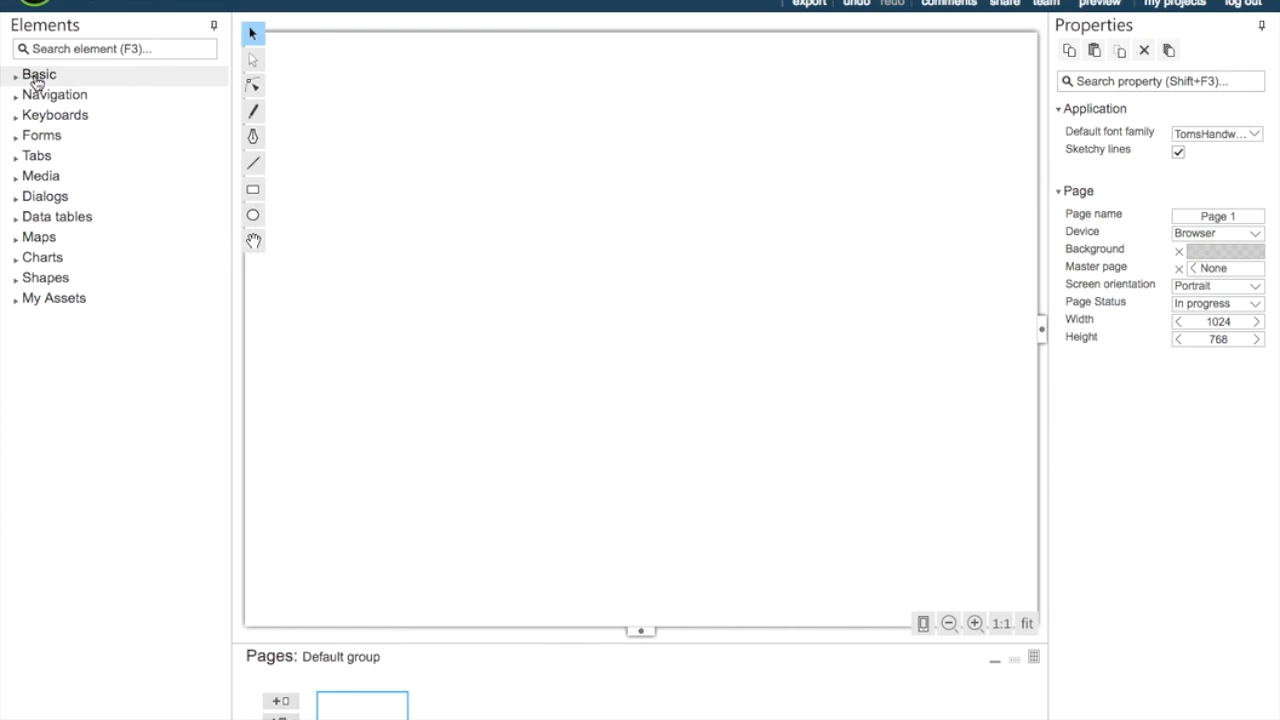 export undo redo comments share team preview my projects log out
Elements
Search element (F3)...
Basic
Navigation
Keyboards
Forms
Tabs
Media
Dialogs
Data tables
Maps
Charts
Shapes
My Assets
1:1 fit
Pages: Default group
Properties
Search property (Shift+F3)...
Application
Default font family TomsHandw...
Sketchy lines
Page
Page name Page 1
Device Browser
Background
Master page None
Screen orientation Portrait
Page Status In progress
Width 1024
Height 768